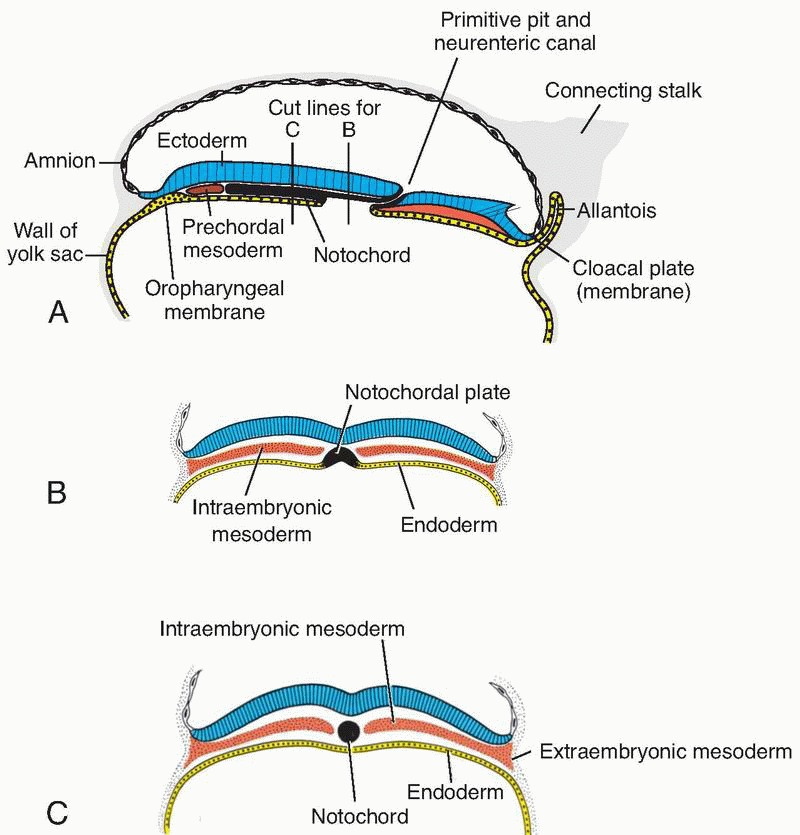 Primitive pit and
neurenteric canal
Connecting stalk
Cut lines for
C B
Ectoderm
Amnion
Allantois
Prechordal
mesoderm
Notochord
Wall of
yolk sac
Cloacal plate
(membrane)
Oropharyngeal
membrane
A
Notochordal plate
B
Intraembryonic
mesoderm
Endoderm
Intraembryonic mesoderm
Extraembryonic mesoderm
Endoderm
Notochord
C